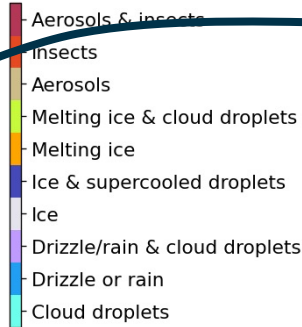 Aerosols & insects
Insects
Aerosols
Melting ice & cloud droplets
Melting ice
Ice & supercooled droplets
Ice
Drizzle/rain & cloud droplets
Drizzle or rain
Cloud droplets